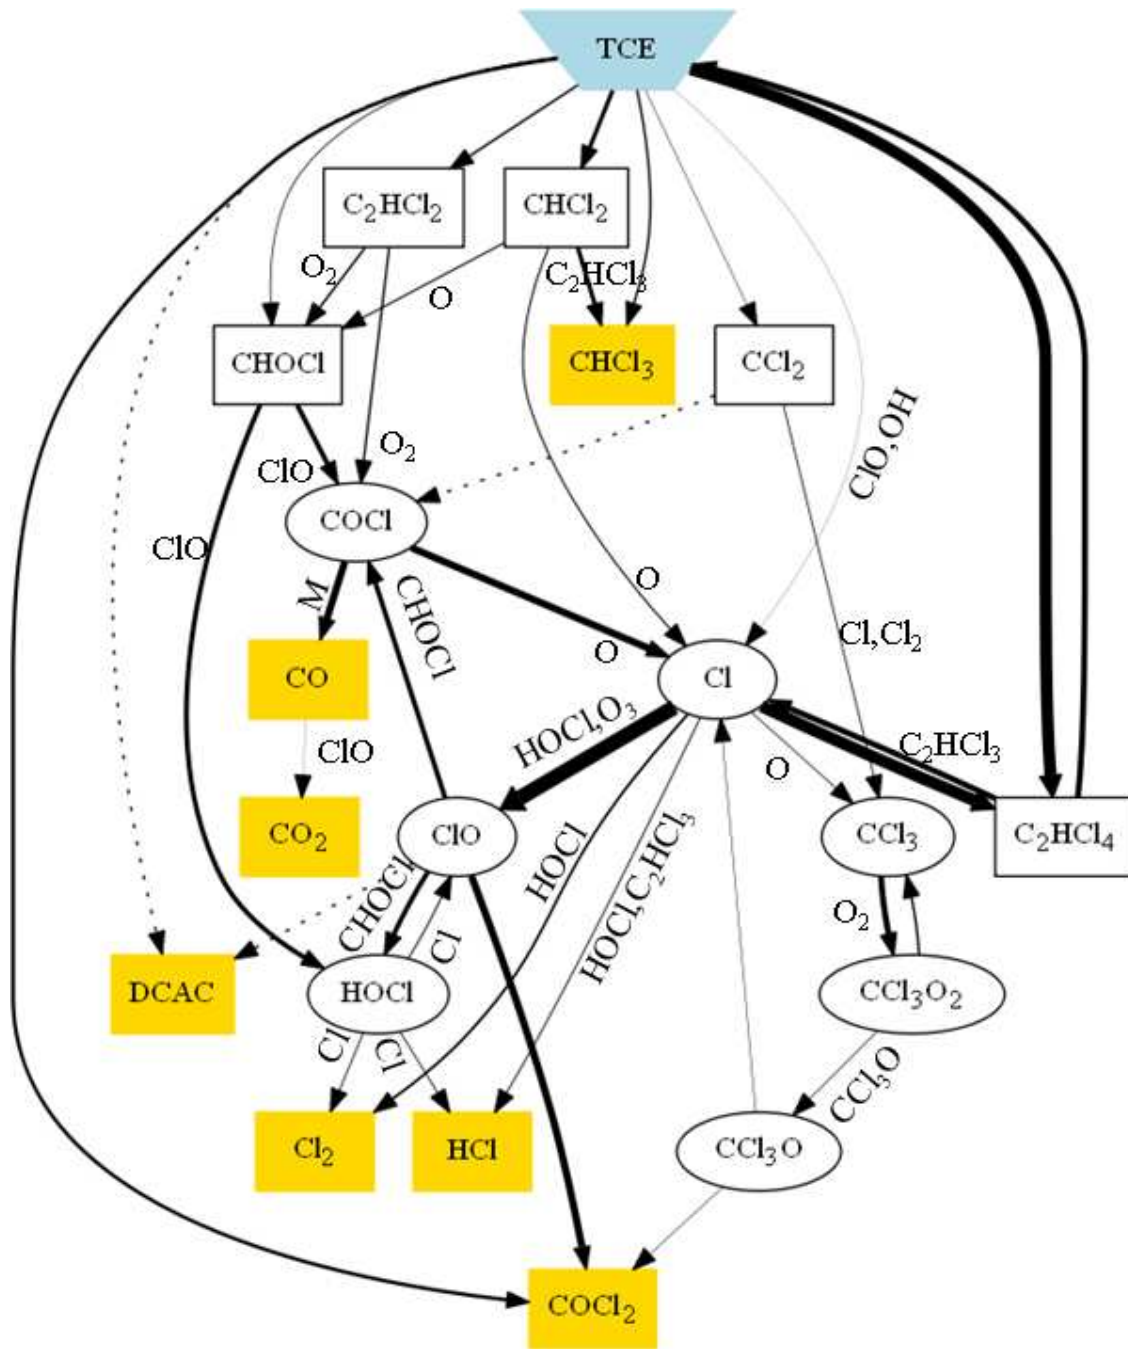 TCE
C₂HCl₂
CHCl₂
O₂
O
C₂HCl₃
CHOCl
CHCl₃
CCl₂
ClO
O₂
ClO,OH
COCl
ClO
M
CHOCl
O
O
Cl,Cl₂
CO
Cl
HOCl,O₃
C₂HCl₃
ClO
O
CO₂
ClO
CCl₃
C₂HCl₄
HOCl
HOCl,C₂HCl₃
CHOCl
Cl
O₂
DCAC
HOCl
CCl₃O₂
Cl
Cl
CCl₃O
Cl₂
HCl
CCl₃O
COCl₂